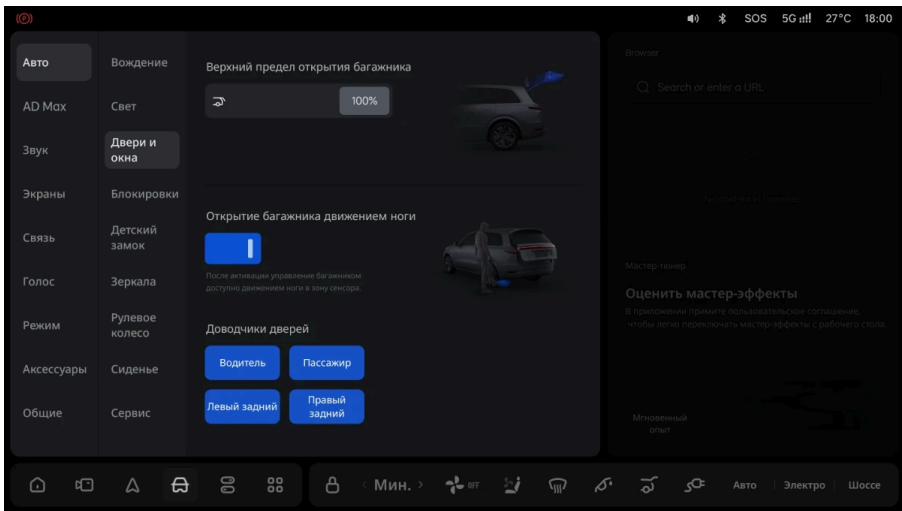 SOS 5G 27°C 18:00
Авто
AD Max
Звук
Экраны
Связь
Голос
Режим
Аксессуары
Общие
Вождение
Свет
Двери и
окна
Блокировки
Детский
замок
Зеркала
Рулевое
колесо
Сиденье
Сервис
Верхний предел открытия багажника
100%
Открытие багажника движением ноги
После активации управление багажником
доступно движением ноги в зону сенсора.
Доводчики дверей
Водитель Пассажир
Левый задний Правый
задний
Browser
Search or enter a URL
Мастер-тюнер
Оценить мастер-эффекты
В приложении примите пользовательское соглашение,
чтобы легко переключать мастер-эффекты с рабочего стола.
Мгновенный
опыт
Мин. OFF Авто Электро Шоссе